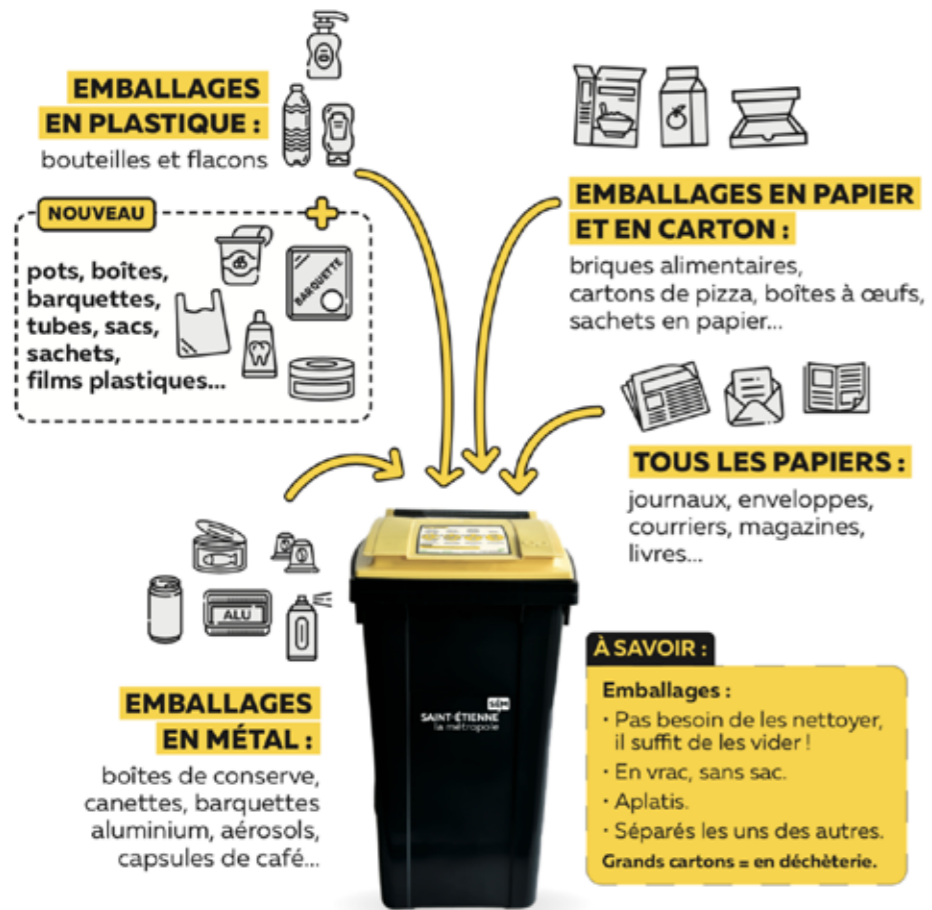 EMBALLAGES
EN PLASTIQUE :
bouteilles et flacons
NOUVEAU
+
pots, boîtes,
barquettes,
tubes, sacs,
sachets,
films plastiques...
BARQUETTE
EMBALLAGES EN PAPIER
ET EN CARTON :
briques alimentaires,
cartons de pizza, boîtes à œufs,
sachets en papier...
TOUS LES PAPIERS :
journaux, enveloppes,
courriers, magazines,
livres...
ALU
EMBALLAGES
EN MÉTAL :
boîtes de conserve,
canettes, barquettes
aluminium, aérosols,
capsules de café...
SÉM
SAINT-ÉTIENNE
la métropole
À SAVOIR :
Emballages :
· Pas besoin de les nettoyer,
il suffit de les vider !
· En vrac, sans sac.
· Aplatis.
· Séparés les uns des autres.
Grands cartons = en déchèterie.